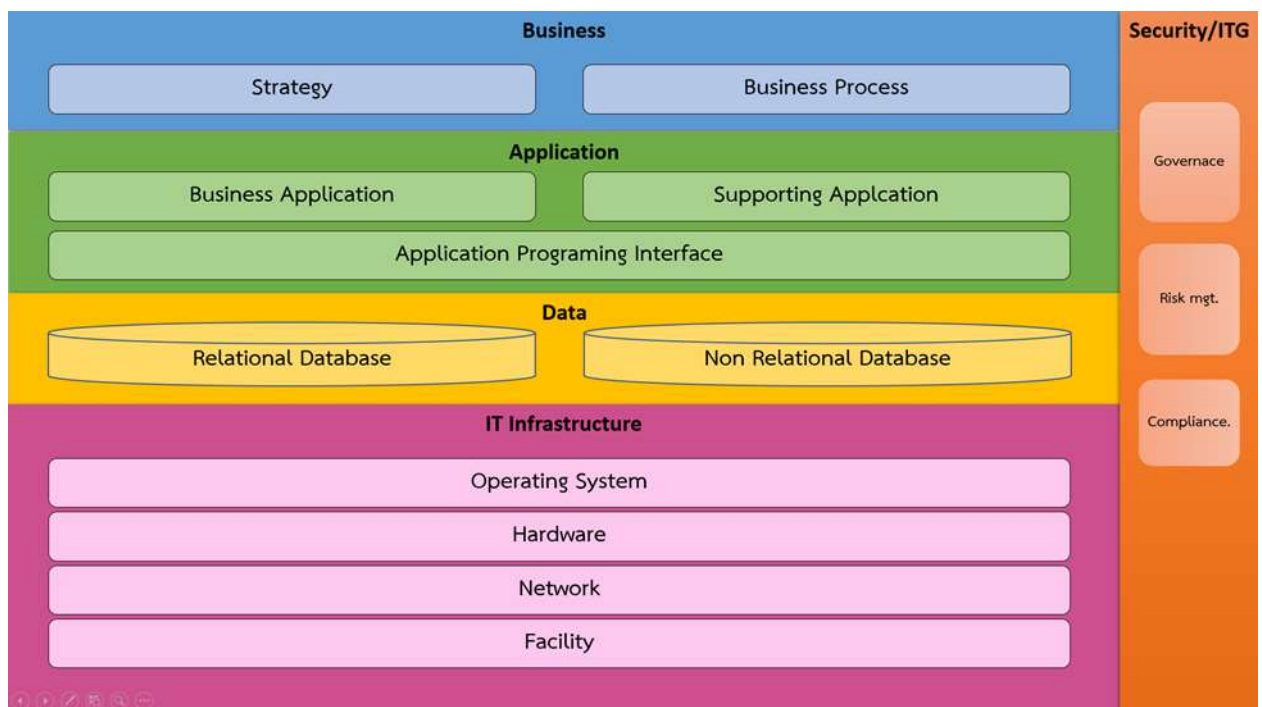 Business
Strategy
Business Process
Application
Business Application
Supporting Applcation
Application Programing Interface
Data
Relational Database
Non Relational Database
IT Infrastructure
Operating System
Hardware
Network
Facility
Security/ITG
Governace
Risk mgt.
Compliance.